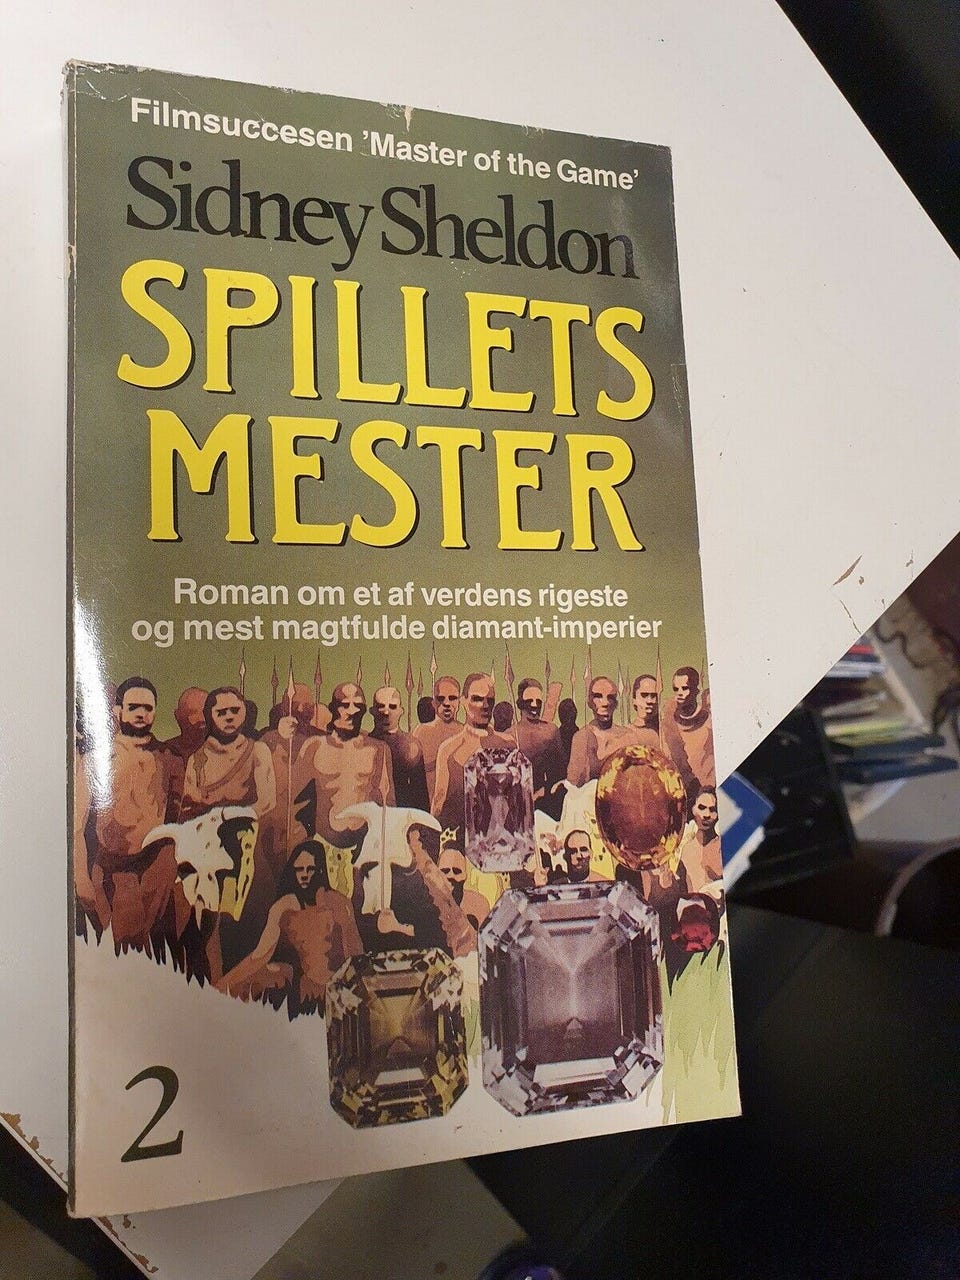 Filmsuccesen 'Master of the Game'
Sidney Sheldon
SPILLETS
MESTER
Roman om et af verdens rigeste
og mest magtfulde diamant-imperier
2